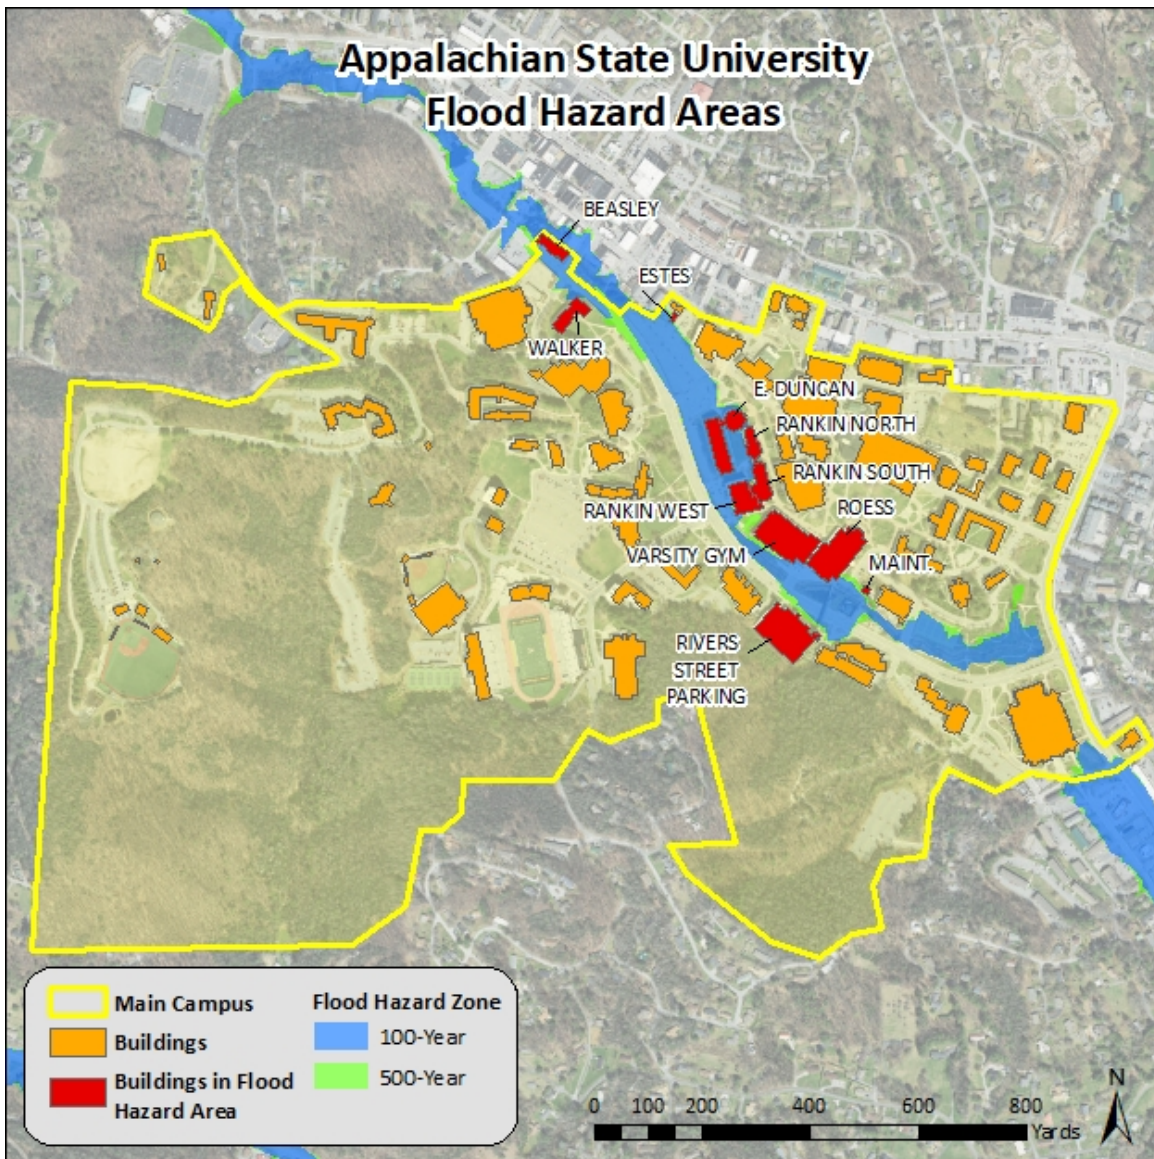 Appalachian State University
Flood Hazard Areas
BEASLEY
ESTES
WALKER
E. DUNCAN
RANKIN NORTH
RANKIN SOUTH
RANKIN WEST
ROESS
VARSITY GYM
MAINT.
RIVERS
STREET
PARKING
Main Campus
Buildings
Buildings in Flood
Hazard Area
Flood Hazard Zone
100-Year
500-Year
N
0 100 200 400 600 800
Yards